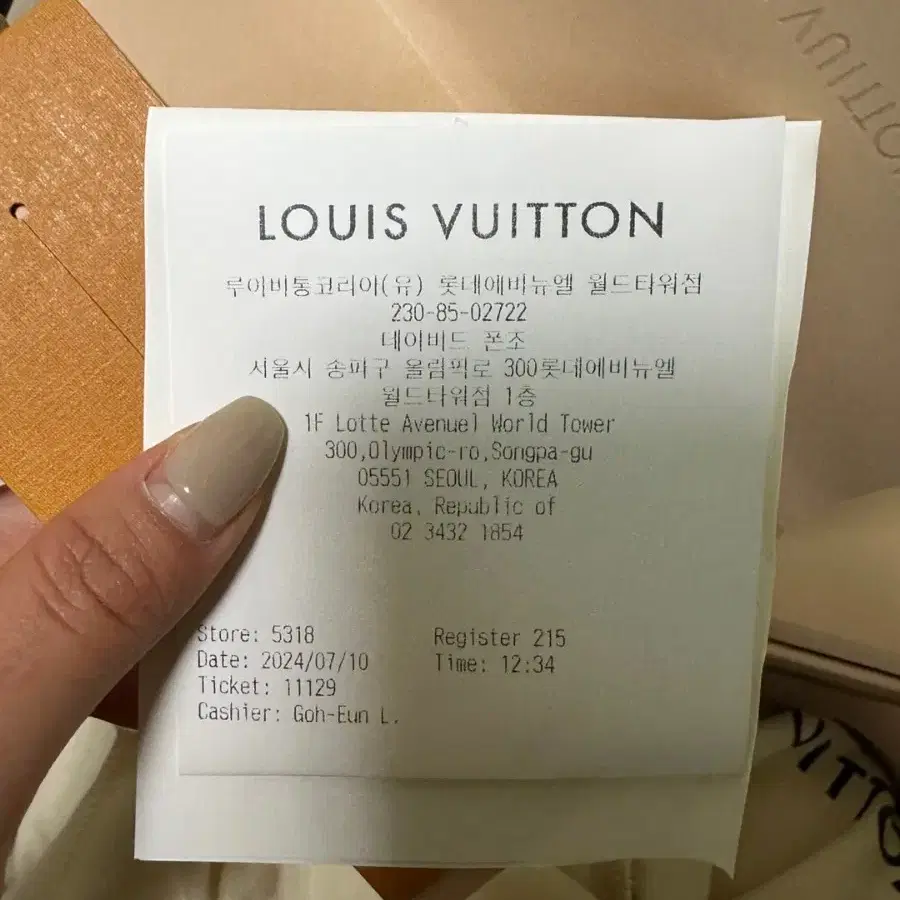 LOUIS VUITTON
루이비통코리아(유) 롯데에비뉴엘 월드타워점
230-85-02722
데이비드 폰조
서울시 송파구 올림픽로 300롯데에비뉴엘
월드타워점 1층
1F Lotte Avenuel World Tower
300,Olympic-ro,Songpa-gu
05551 SEOUL, KOREA
Korea, Republic of
02 3432 1854
Store: 5318 Register 215
Date: 2024/07/10 Time: 12:34
Ticket: 11129
Cashier: Goh-Eun L.